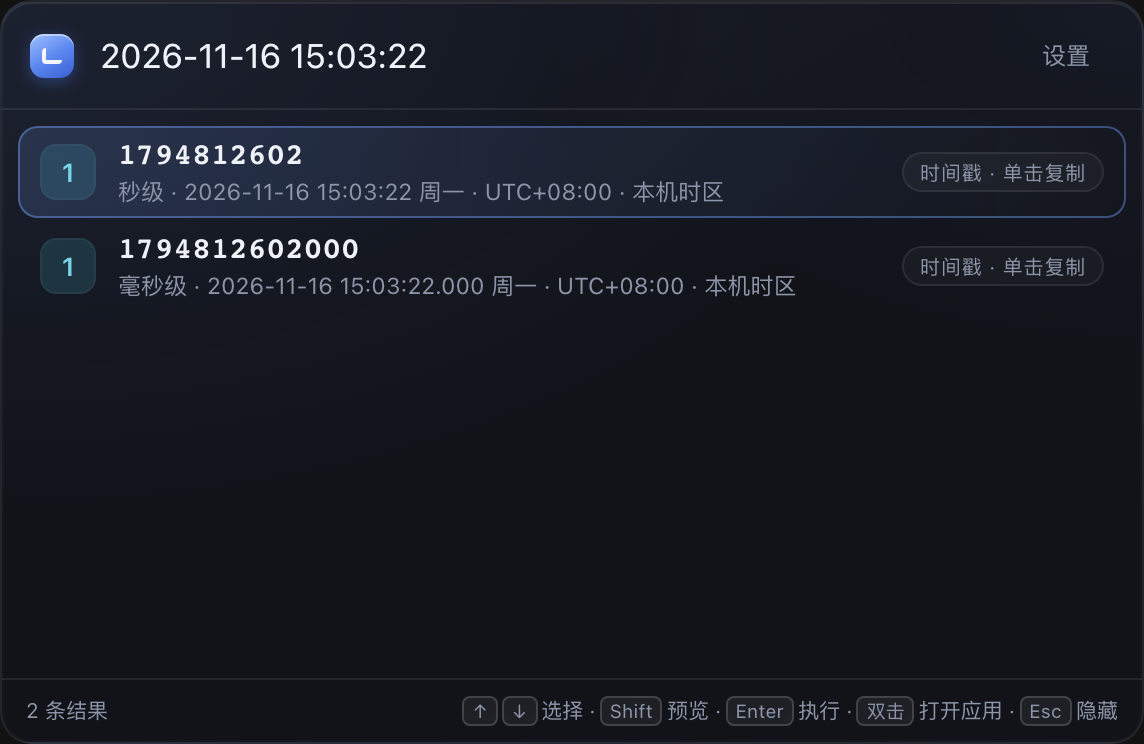 2026-11-16 15:03:22
设置
1
1794812602
秒级 · 2026-11-16 15:03:22 周一 · UTC+08:00 · 本机时区
时间戳 · 单击复制
1
1794812602000
毫秒级 · 2026-11-16 15:03:22.000 周一 · UTC+08:00 · 本机时区
时间戳 · 单击复制
2 条结果
↑ ↓ 选择 · Shift 预览 · Enter 执行 · 双击 打开应用 · Esc 隐藏